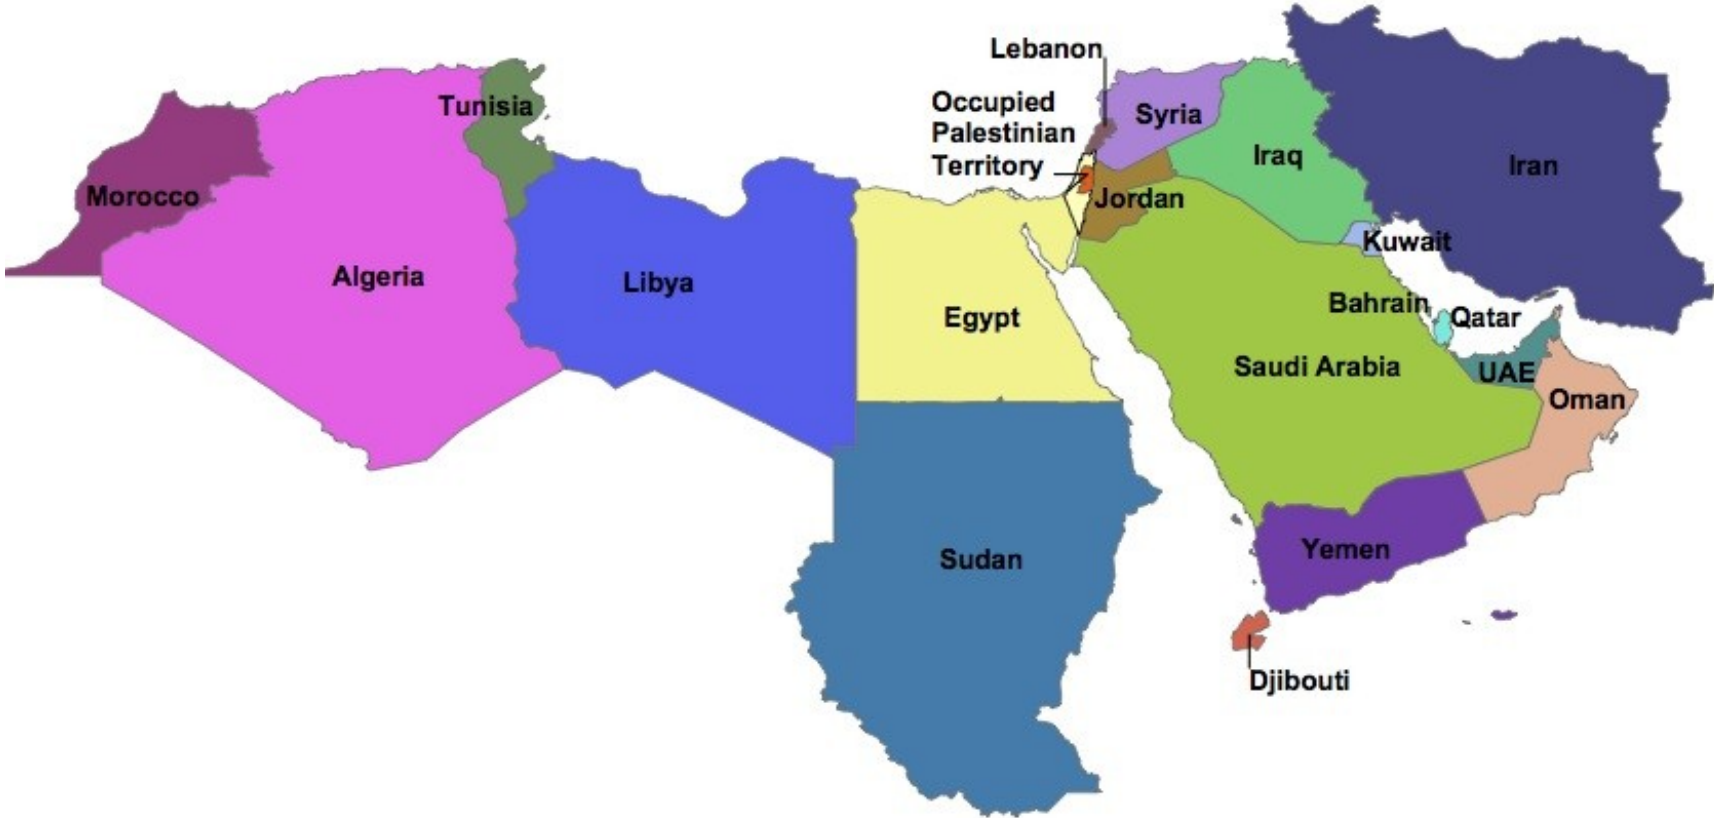 Lebanon
Occupied
Palestinian
Territory
Tunisia
Syria
Iraq
Iran
Morocco
Jordan
Kuwait
Algeria
Libya
Egypt
Bahrain
Qatar
Saudi Arabia
UAE
Oman
Sudan
Yemen
Djibouti